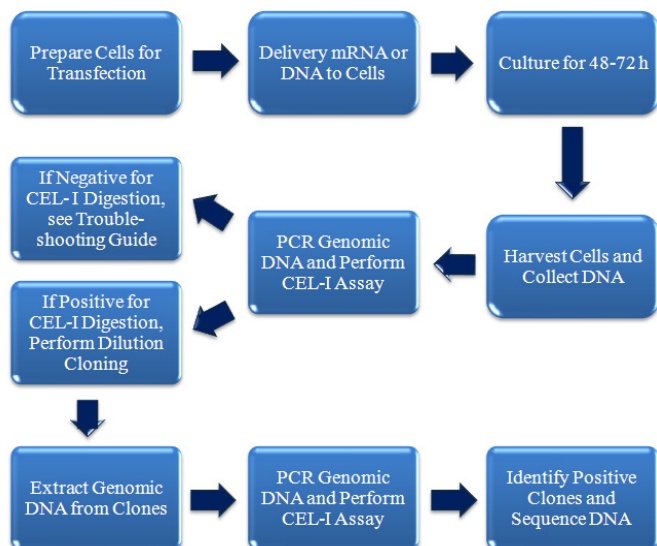 Prepare Cells for
Transfection
Delivery mRNA or
DNA to Cells
Culture for 48-72 h
Harvest Cells and
Collect DNA
PCR Genomic
DNA and Perform
CEL-I Assay
If Negative for
CEL-I Digestion,
see Trouble-
shooting Guide
If Positive for
CEL-I Digestion,
Perform Dilution
Cloning
Extract Genomic
DNA from Clones
PCR Genomic
DNA and Perform
CEL-I Assay
Identify Positive
Clones and
Sequence DNA